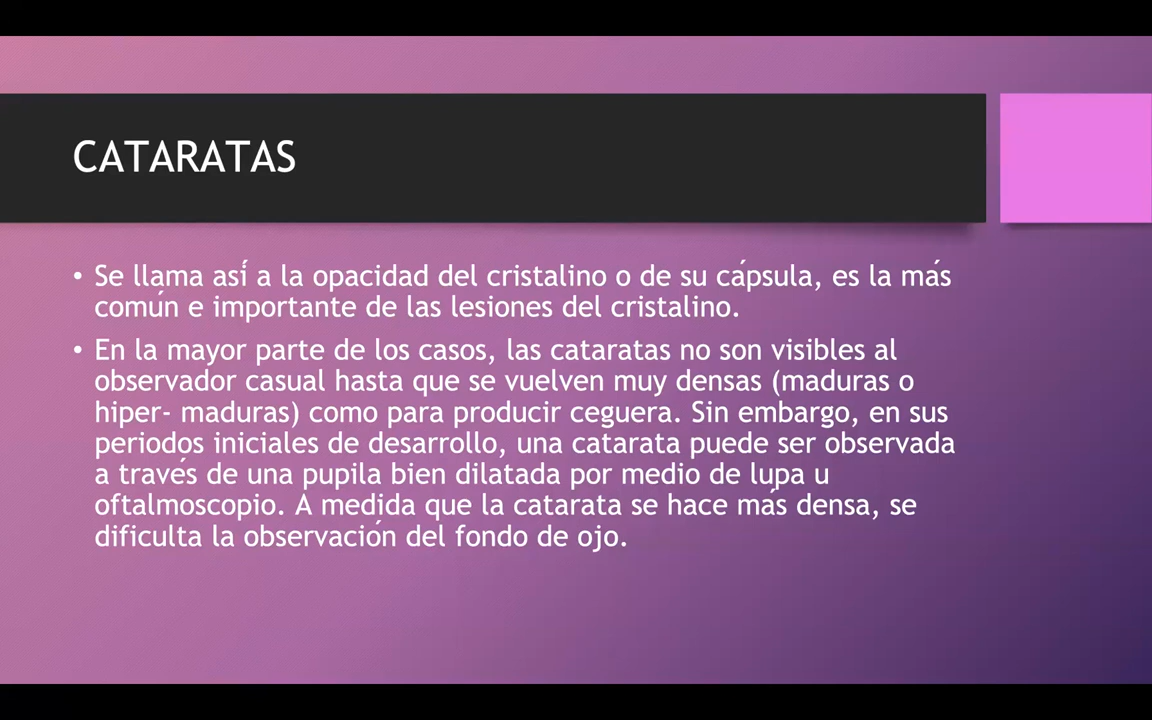 CATARATAS
• Se llama así a la opacidad del cristalino o de su cápsula, es la más
común e importante de las lesiones del cristalino.
• En la mayor parte de los casos, las cataratas no son visibles al
observador casual hasta que se vuelven muy densas (maduras o
hiper- maduras) como para producir ceguera. Sin embargo, en sus
periodos iniciales de desarrollo, una catarata puede ser observada
a través de una pupila bien dilatada por medio de lupa u
oftalmoscopio. A medida que la catarata se hace más densa, se
dificulta la observación del fondo de ojo.